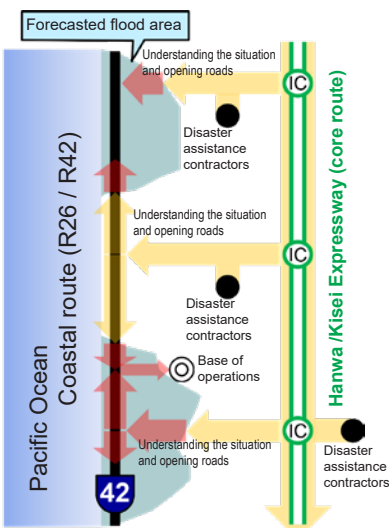 Forecasted flood area
Understanding the situation
and opening roads
IC
Disaster
assistance
contractors
Understanding the situation
and opening roads
IC
Disaster
assistance
contractors
Base of
operations
IC
Understanding the situation
and opening roads
Disaster
assistance
contractors
42
Pacific Ocean
Coastal route (R26 / R42)
Hanwa /Kisei Expressway (core route)